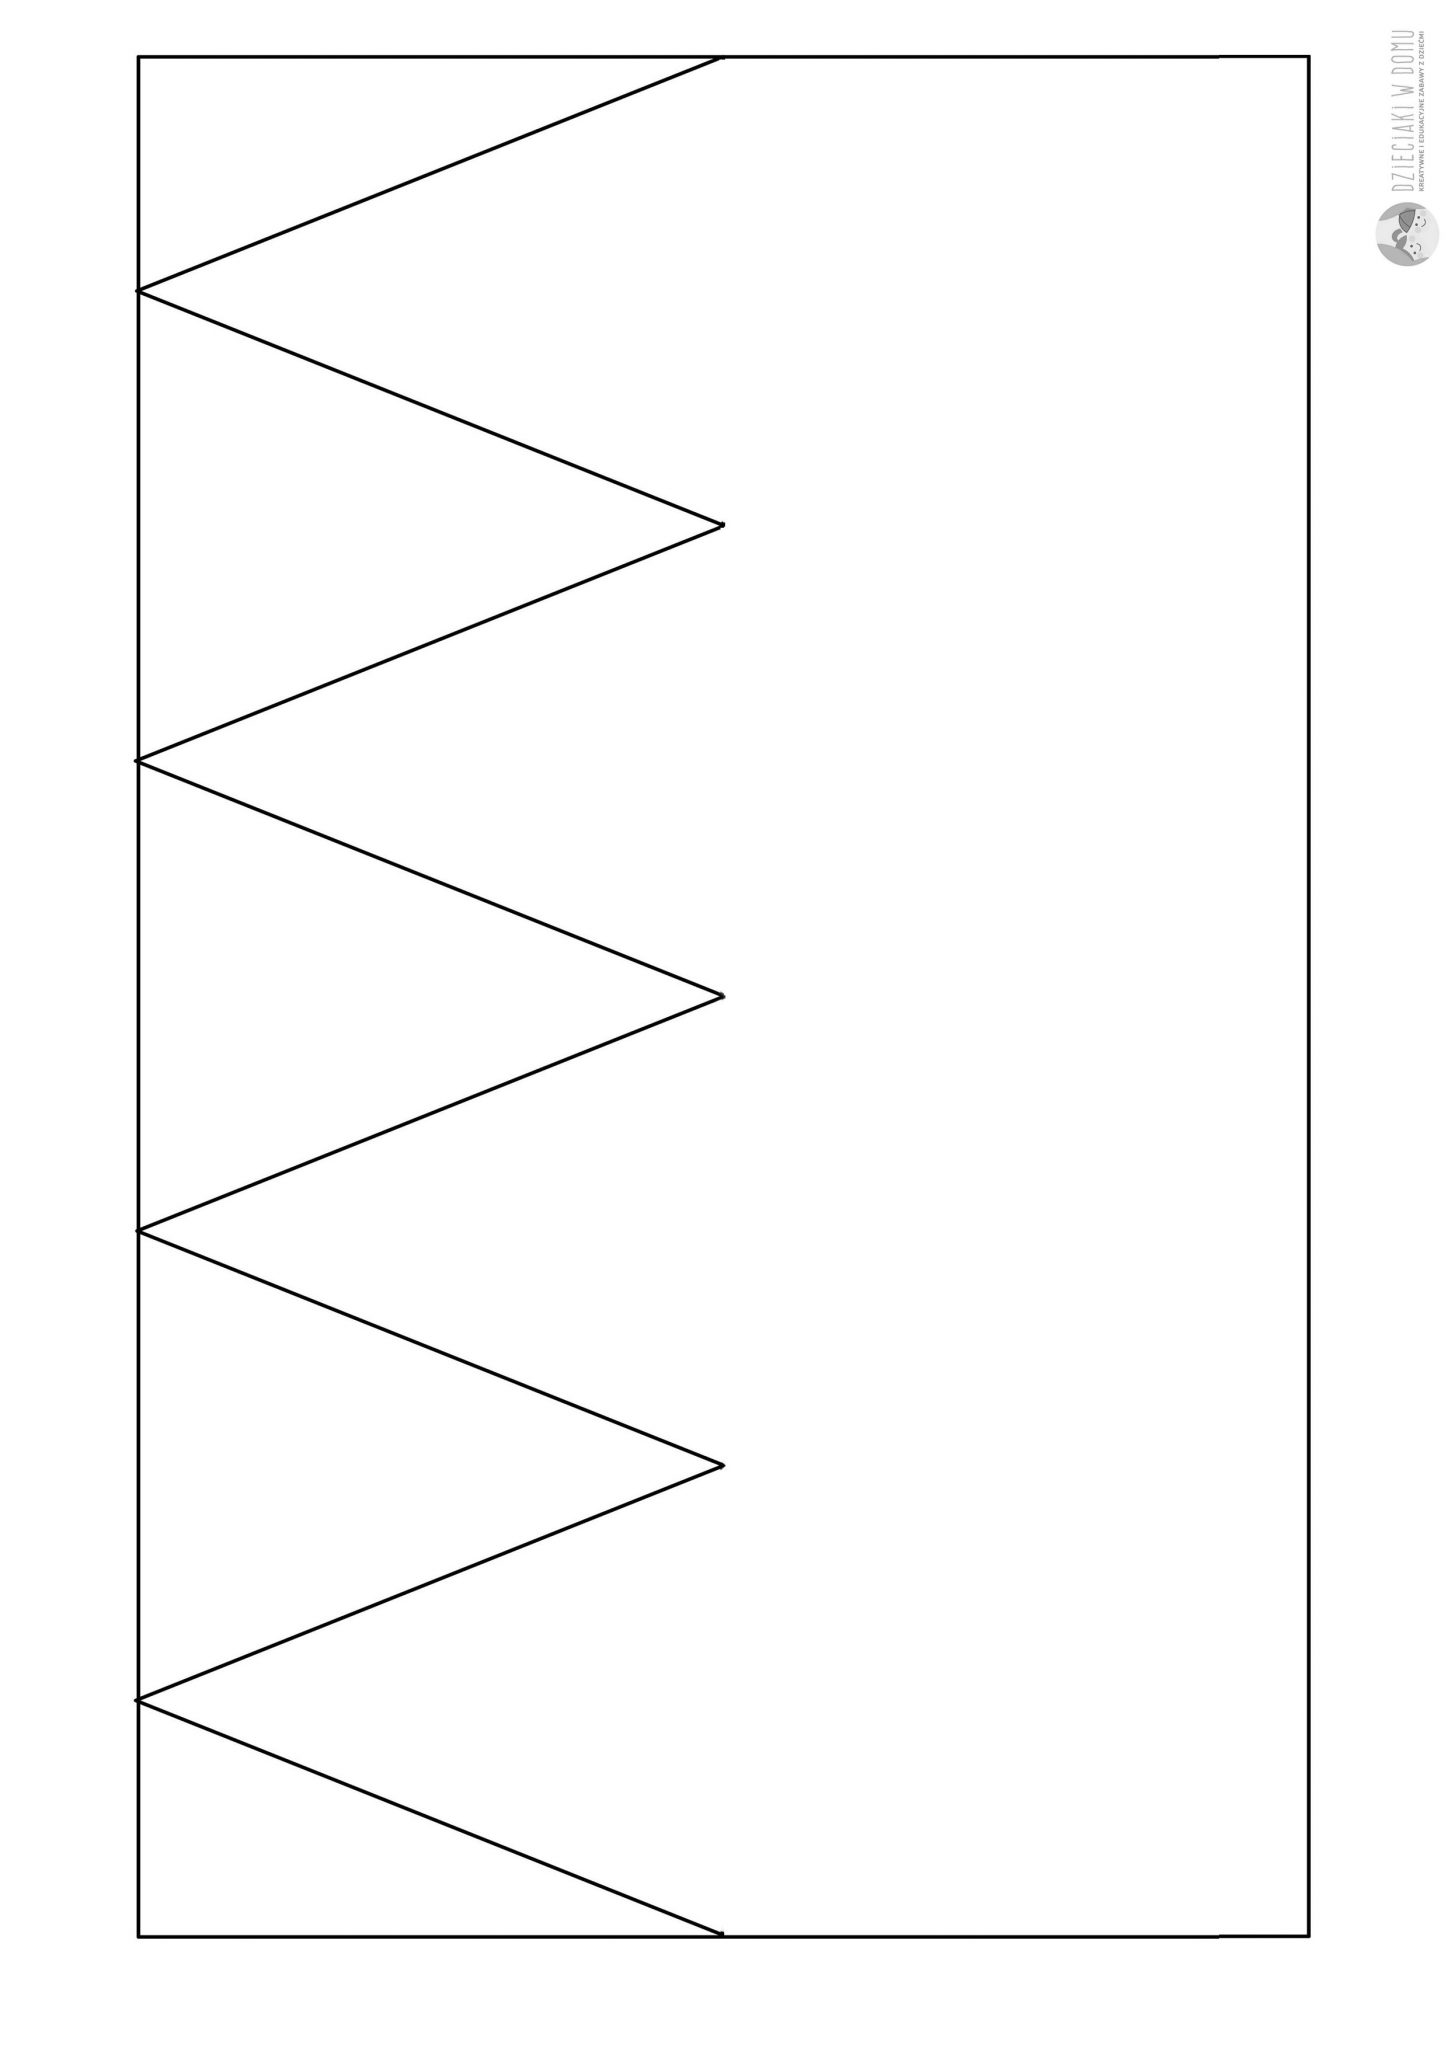 DZiECiAKi W DOMU
KREATYWNE I EDUKACYJNE ZABAWY Z DZIEĆMI